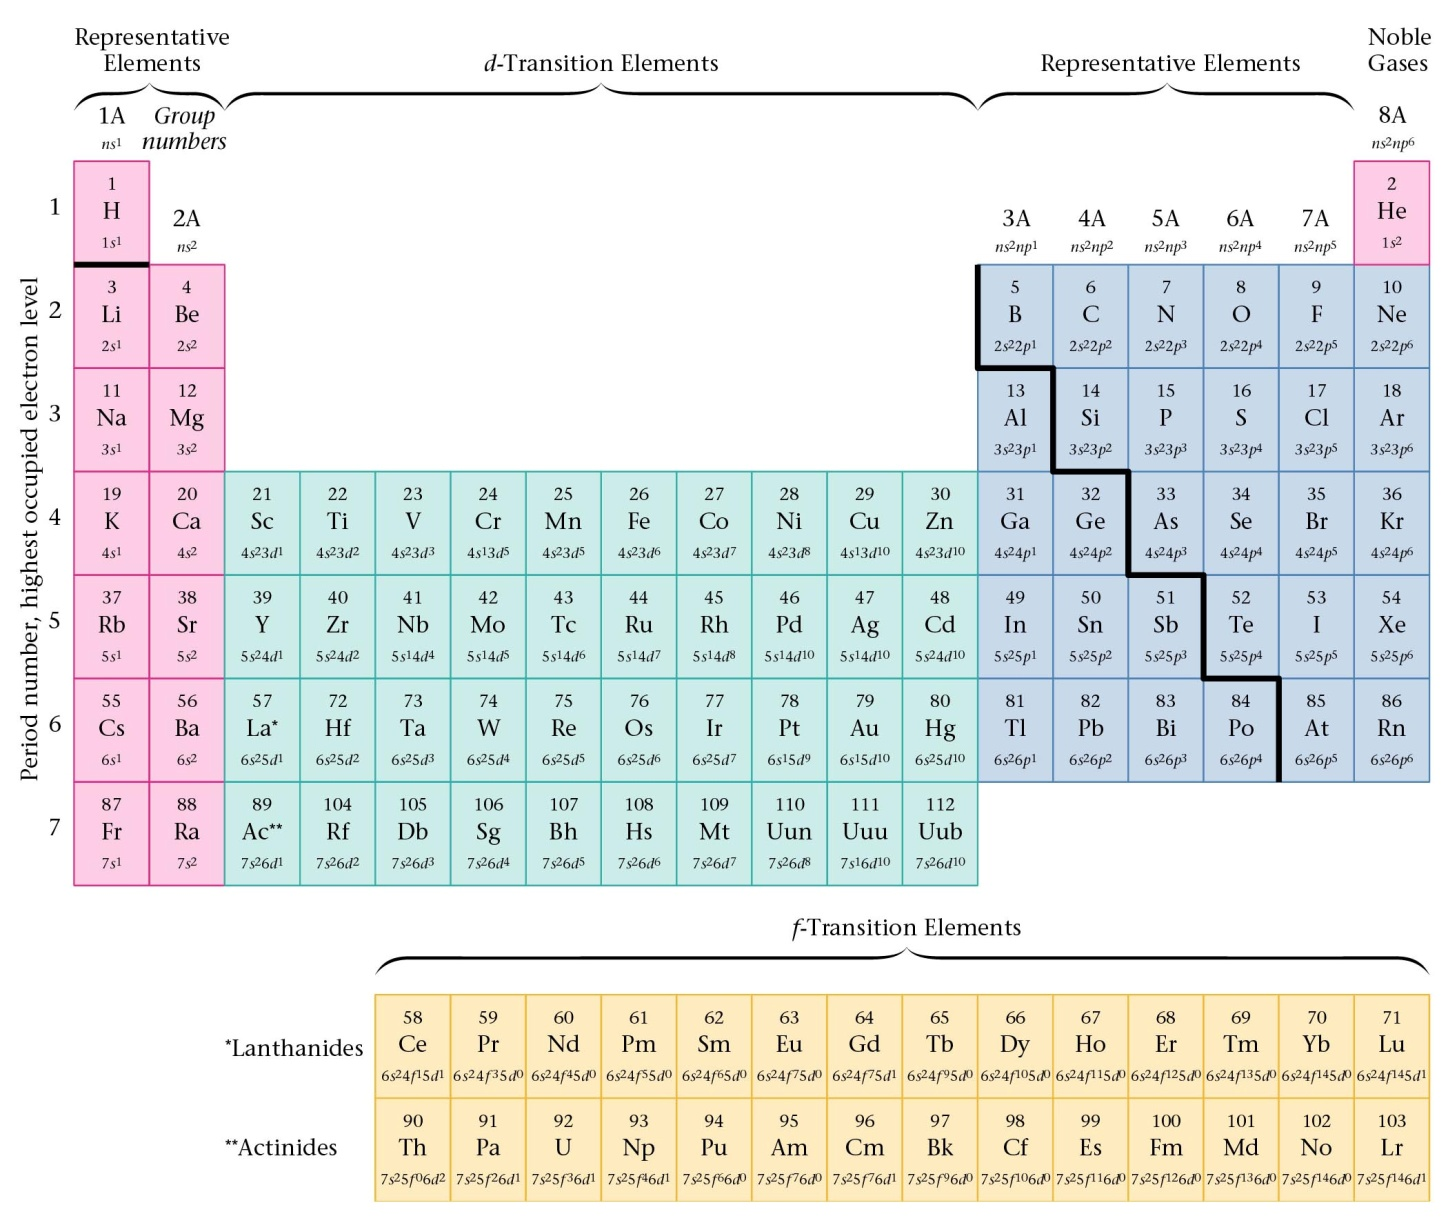 Representative Elements
d-Transition Elements
Representative Elements
Noble Gases
1A Group numbers 8A
ns¹ ns²np⁶
1 2
1 H He
1s¹ 1s²
2A 3A 4A 5A 6A 7A
ns² ns²np¹ ns²np² ns²np³ ns²np⁴ ns²np⁵
Period number, highest occupied electron level
3 4 5 6 7 8 9 10
2 Li Be B C N O F Ne
2s¹ 2s² 2s²2p¹ 2s²2p² 2s²2p³ 2s²2p⁴ 2s²2p⁵ 2s²2p⁶
11 12 13 14 15 16 17 18
3 Na Mg Al Si P S Cl Ar
3s¹ 3s² 3s²3p¹ 3s²3p² 3s²3p³ 3s²3p⁴ 3s²3p⁵ 3s²3p⁶
19 20 21 22 23 24 25 26 27 28 29 30 31 32 33 34 35 36
4 K Ca Sc Ti V Cr Mn Fe Co Ni Cu Zn Ga Ge As Se Br Kr
4s¹ 4s² 4s²3d¹ 4s²3d² 4s²3d³ 4s¹3d⁵ 4s²3d⁵ 4s²3d⁶ 4s²3d⁷ 4s²3d⁸ 4s¹3d¹⁰ 4s²3d¹⁰ 4s²4p¹ 4s²4p² 4s²4p³ 4s²4p⁴ 4s²4p⁵ 4s²4p⁶
37 38 39 40 41 42 43 44 45 46 47 48 49 50 51 52 53 54
5 Rb Sr Y Zr Nb Mo Tc Ru Rh Pd Ag Cd In Sn Sb Te I Xe
5s¹ 5s² 5s²4d¹ 5s²4d² 5s¹4d⁴ 5s¹4d⁵ 5s¹4d⁶ 5s¹4d⁷ 5s¹4d⁸ 5s¹4d¹⁰ 5s¹4d¹⁰ 5s²4d¹⁰ 5s²5p¹ 5s²5p² 5s²5p³ 5s²5p⁴ 5s²5p⁵ 5s²5p⁶
55 56 57 72 73 74 75 76 77 78 79 80 81 82 83 84 85 86
6 Cs Ba La* Hf Ta W Re Os Ir Pt Au Hg Tl Pb Bi Po At Rn
6s¹ 6s² 6s²5d¹ 6s²5d² 6s²5d³ 6s²5d⁴ 6s²5d⁵ 6s²5d⁶ 6s²5d⁷ 6s¹5d⁹ 6s¹5d¹⁰ 6s²5d¹⁰ 6s²6p¹ 6s²6p² 6s²6p³ 6s²6p⁴ 6s²6p⁵ 6s²6p⁶
87 88 89 104 105 106 107 108 109 110 111 112
7 Fr Ra Ac** Rf Db Sg Bh Hs Mt Uun Uuu Uub
7s¹ 7s² 7s²6d¹ 7s²6d² 7s²6d³ 7s²6d⁴ 7s²6d⁵ 7s²6d⁶ 7s²6d⁷ 7s²6d⁸ 7s¹6d¹⁰ 7s²6d¹⁰
f-Transition Elements
58 59 60 61 62 63 64 65 66 67 68 69 70 71
*Lanthanides Ce Pr Nd Pm Sm Eu Gd Tb Dy Ho Er Tm Yb Lu
6s²4f¹5d¹ 6s²4f³5d⁰ 6s²4f⁴5d⁰ 6s²4f⁵5d⁰ 6s²4f⁶5d⁰ 6s²4f⁷5d⁰ 6s²4f⁷5d¹ 6s²4f⁹5d⁰ 6s²4f¹⁰5d⁰ 6s²4f¹¹5d⁰ 6s²4f¹²5d⁰ 6s²4f¹³5d⁰ 6s²4f¹⁴5d⁰ 6s²4f¹⁴5d¹
90 91 92 93 94 95 96 97 98 99 100 101 102 103
**Actinides Th Pa U Np Pu Am Cm Bk Cf Es Fm Md No Lr
7s²5f⁰6d² 7s²5f²6d¹ 7s²5f³6d¹ 7s²5f⁴6d¹ 7s²5f⁶6d⁰ 7s²5f⁷6d⁰ 7s²5f⁷6d¹ 7s²5f⁹6d⁰ 7s²5f¹⁰6d⁰ 7s²5f¹¹6d⁰ 7s²5f¹²6d⁰ 7s²5f¹³6d⁰ 7s²5f¹⁴6d⁰ 7s²5f¹⁴6d¹